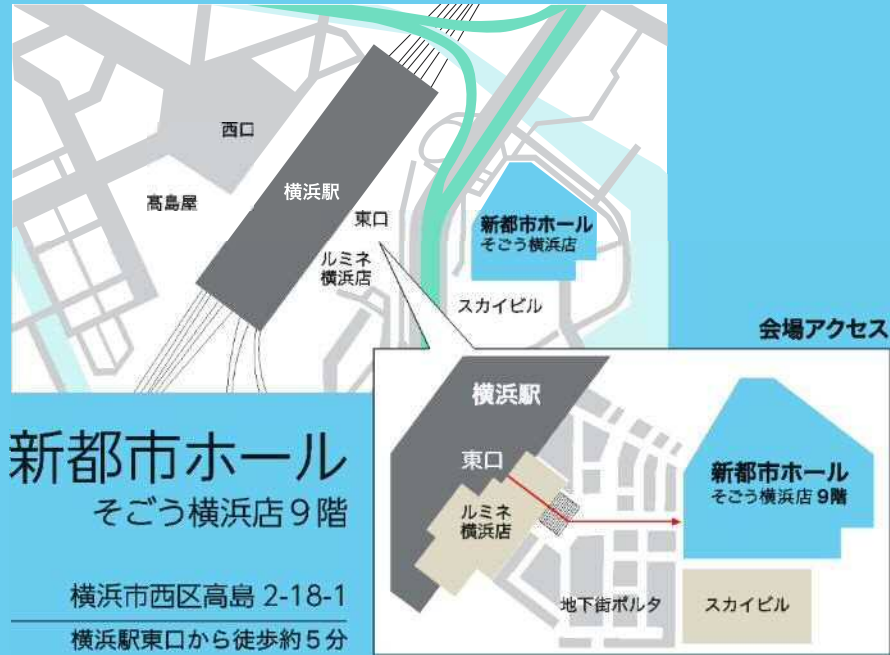 西口
横浜駅
髙島屋
東口
ルミネ
横浜店
新都市ホール
そごう横浜店
スカイビル
会場アクセス
横浜駅
東口
ルミネ
横浜店
新都市ホール
そごう横浜店 9階
地下街ポルタ
スカイビル
新都市ホール
そごう横浜店9階
横浜市西区高島 2-18-1
横浜駅東口から徒歩約5分